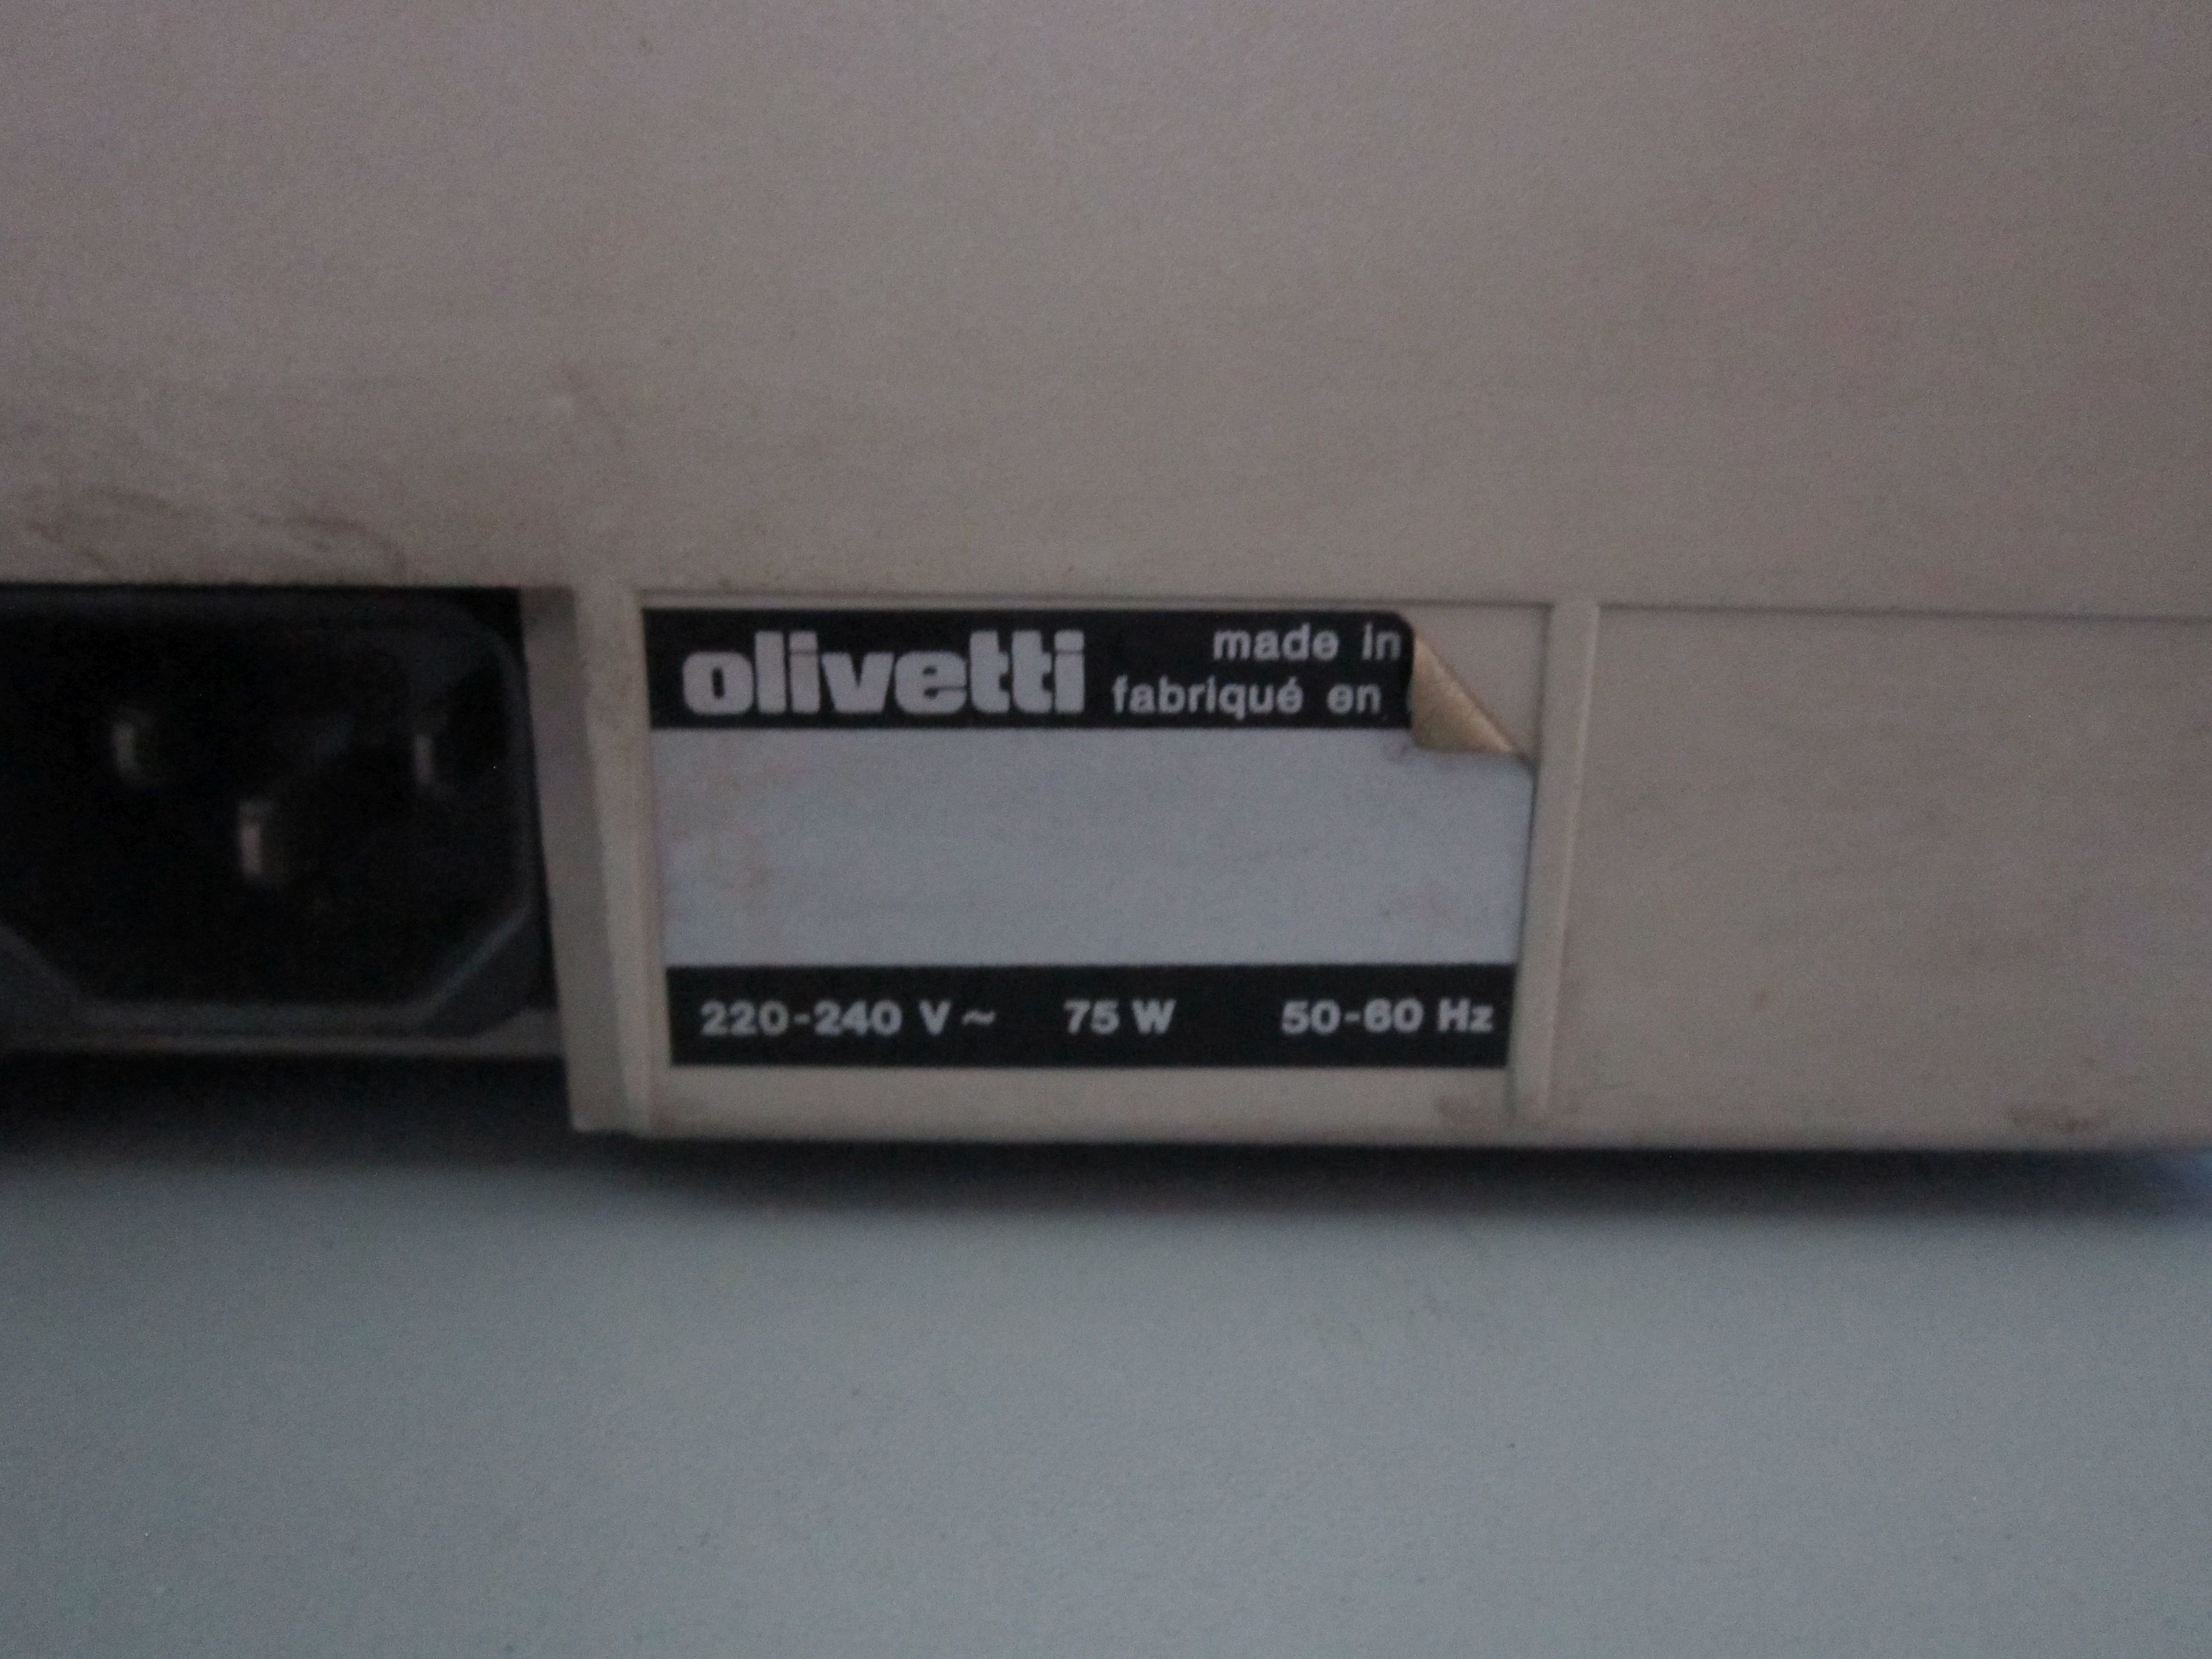 olivetti made in
fabriqué en
220-240 V ~ 75 W 50-60 Hz